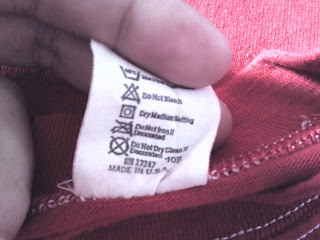 Do Not Bleach
Dry Medium Setting
Do Not Iron If
Decorated
Do Not Dry Clean If
Decorated
MADE IN U.S.A.